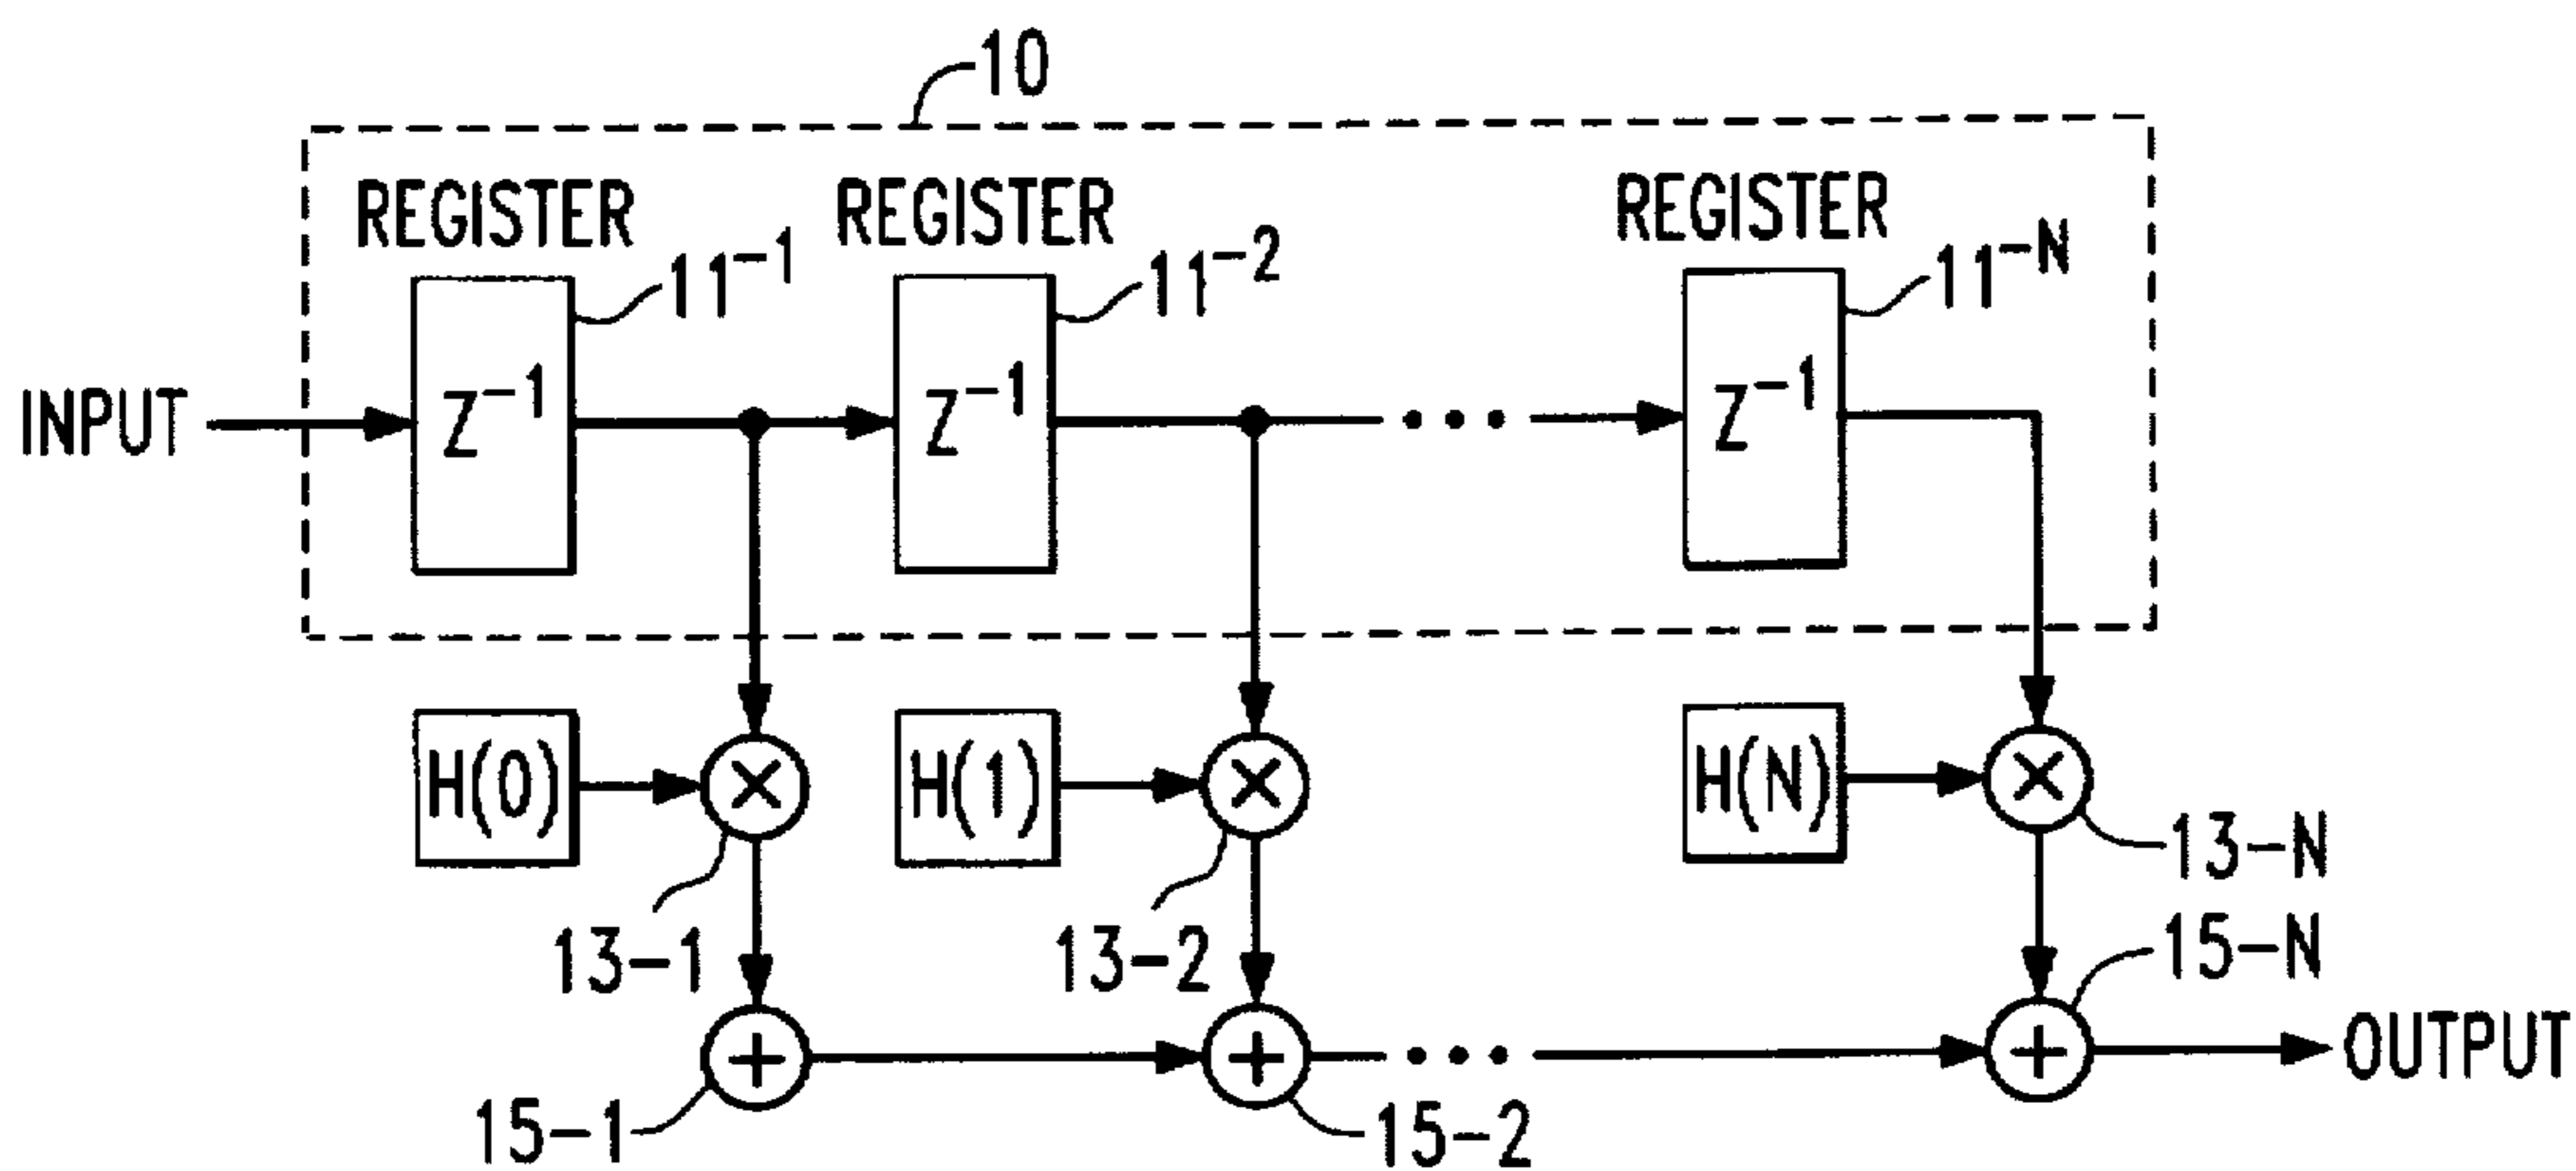 10
REGISTER REGISTER REGISTER
11-1 11-2 11-N
INPUT Z-1 Z-1 Z-1
H(0) × H(1) × H(N) ×
13-1 13-2 13-N
15-N
+ + + OUTPUT
15-1 15-2